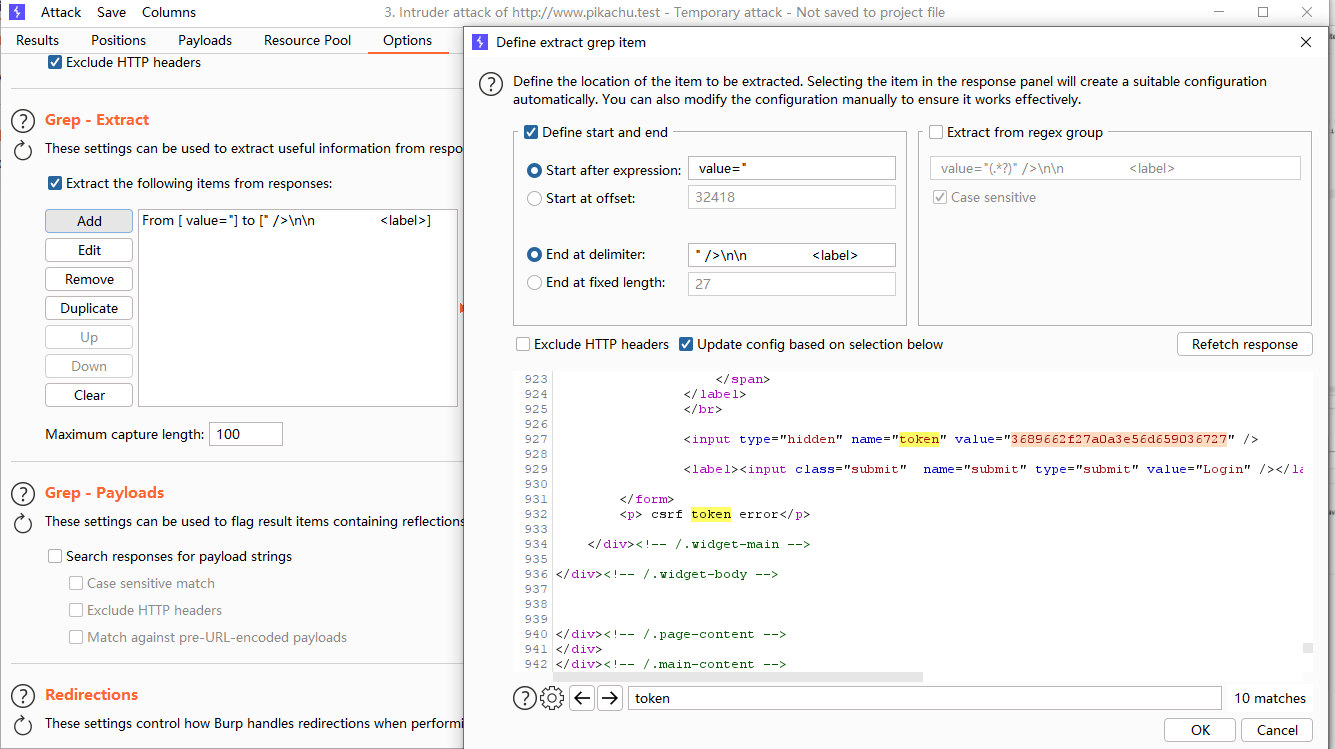 Attack Save Columns 3. Intruder attack of http://www.pikachu.test - Temporary attack - Not saved to project file
Results Positions Payloads Resource Pool Options
Exclude HTTP headers
Grep - Extract
These settings can be used to extract useful information from respo
Extract the following items from responses:
Add
Edit
Remove
Duplicate
Up
Down
Clear
From [ value="] to [" />\n\n <label>]
Maximum capture length: 100
Grep - Payloads
These settings can be used to flag result items containing reflections
Search responses for payload strings
Case sensitive match
Exclude HTTP headers
Match against pre-URL-encoded payloads
Redirections
These settings control how Burp handles redirections when performi
Define extract grep item
Define the location of the item to be extracted. Selecting the item in the response panel will create a suitable configuration
automatically. You can also modify the configuration manually to ensure it works effectively.
Define start and end
Start after expression: value="
Start at offset: 32418
End at delimiter: " />\n\n <label>
End at fixed length: 27
Extract from regex group
value="(.*?)" />\n\n <label>
Case sensitive
Exclude HTTP headers Update config based on selection below Refetch response
923 </span>
924 </label>
925 </br>
926
927 <input type="hidden" name="token" value="3689662f27a0a3e56d659036727" />
928
929 <label><input class="submit" name="submit" type="submit" value="Login" /></la
930
931 </form>
932 <p> csrf token error</p>
933
934 </div><!-- /.widget-main -->
935
936 </div><!-- /.widget-body -->
937
938
939
940 </div><!-- /.page-content -->
941 </div>
942 </div><!-- /.main-content -->
token 10 matches
OK Cancel